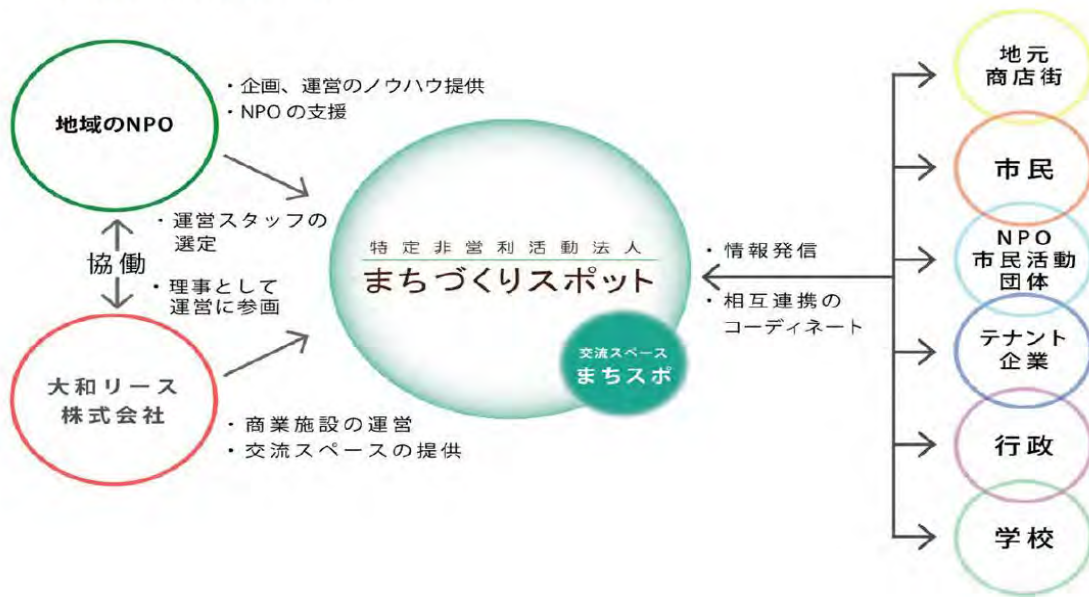 地域のNPO
・企画、運営のノウハウ提供
・NPOの支援
・運営スタッフの
選定
協働
・理事として
運営に参画
大和リース
株式会社
・商業施設の運営
・交流スペースの提供
特定非営利活動法人
まちづくりスポット
交流スペース
まちスポ
・情報発信
・相互連携の
コーディネート
地元
商店街
市民
NPO
市民活動
団体
テナント
企業
行政
学校